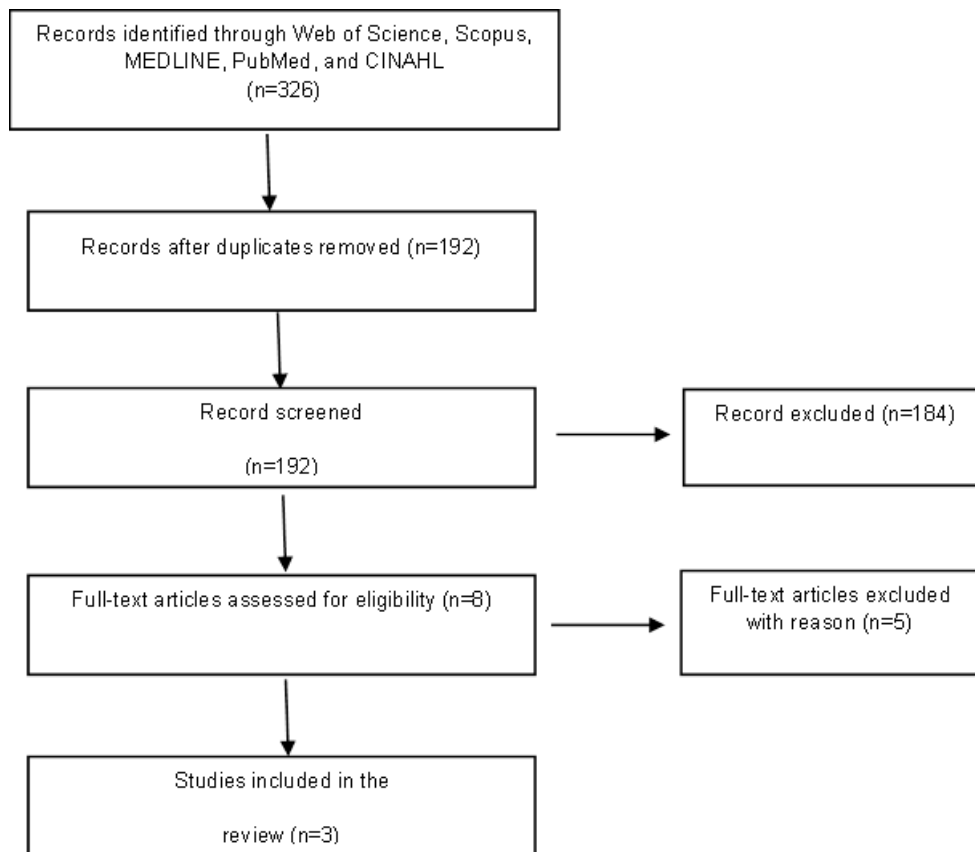 Records identified through Web of Science, Scopus,
MEDLINE, PubMed, and CINAHL
(n=326)
Records after duplicates removed (n=192)
Record screened
(n=192)
Record excluded (n=184)
Full-text articles assessed for eligibility (n=8)
Full-text articles excluded
with reason (n=5)
Studies included in the
review (n=3)